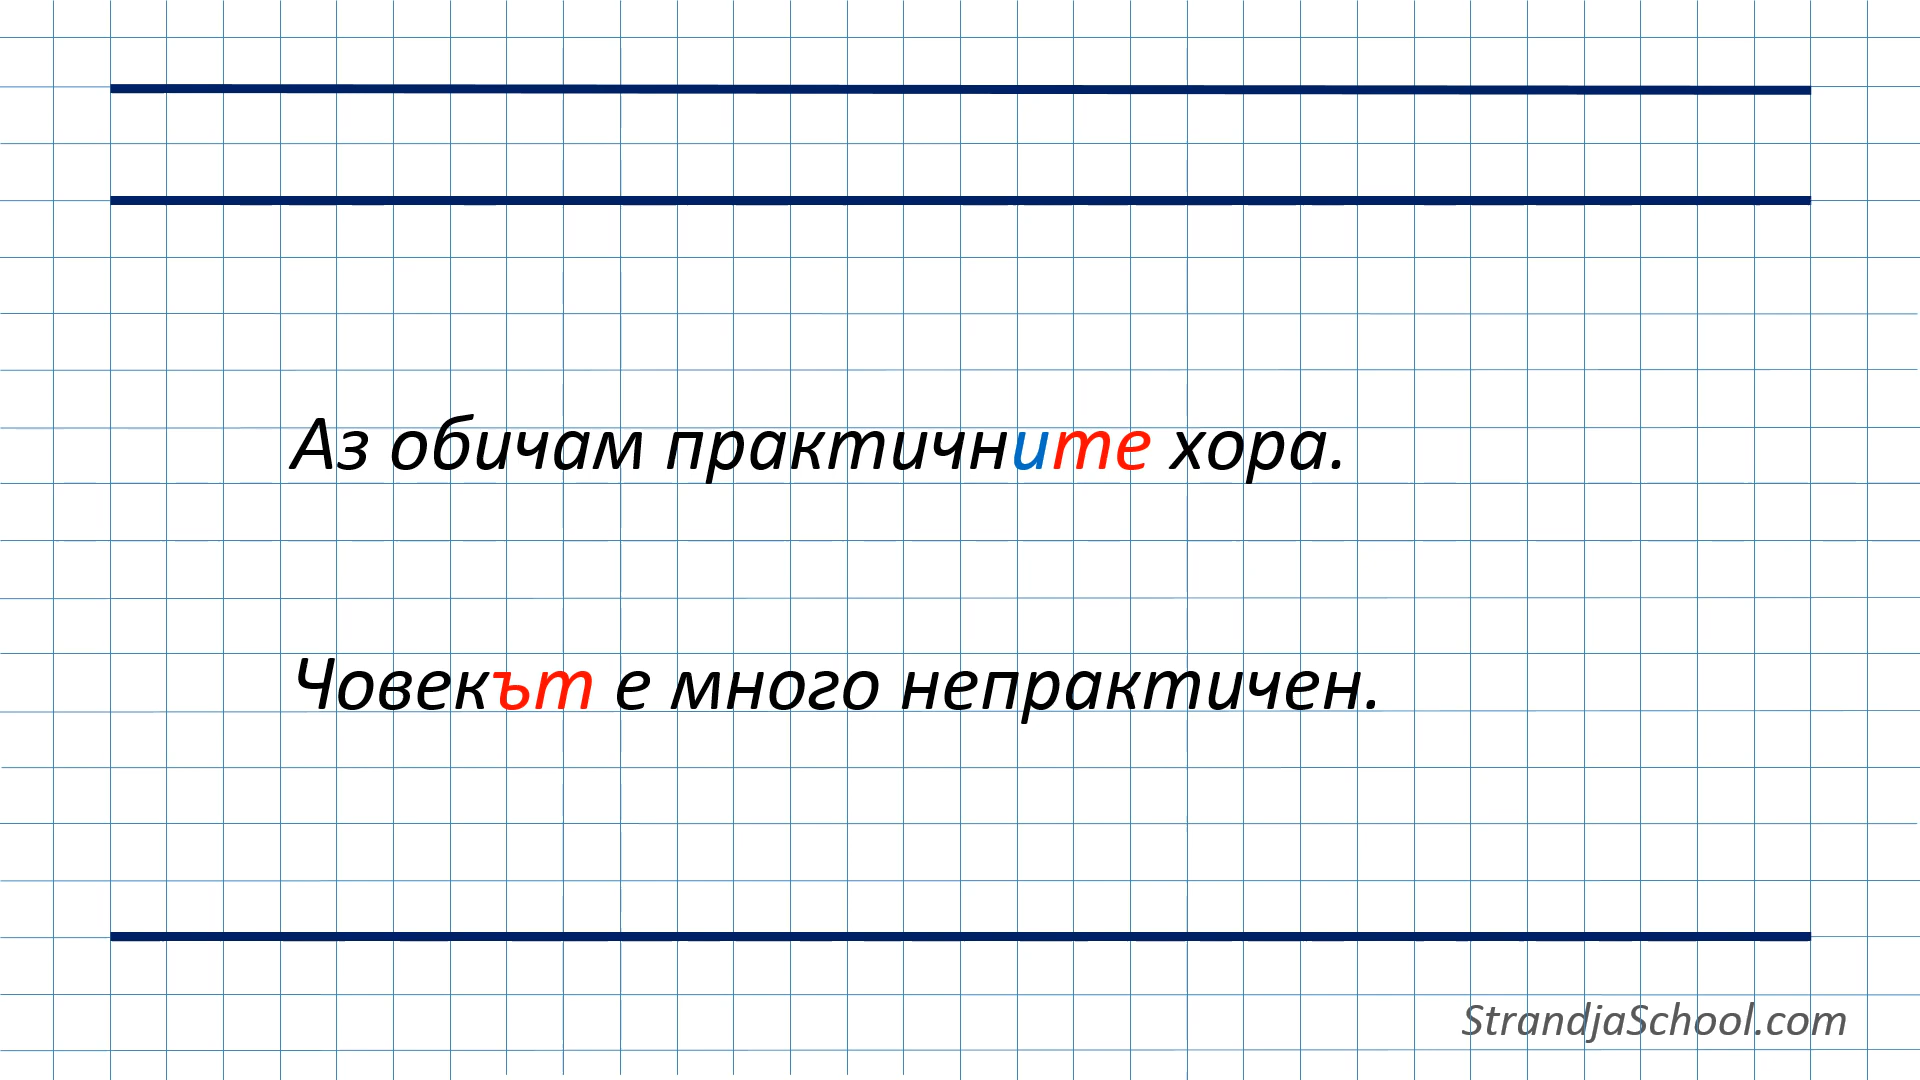 Аз обичам практичните хора.
Човекът е много непрактичен.
StrandjaSchool.com